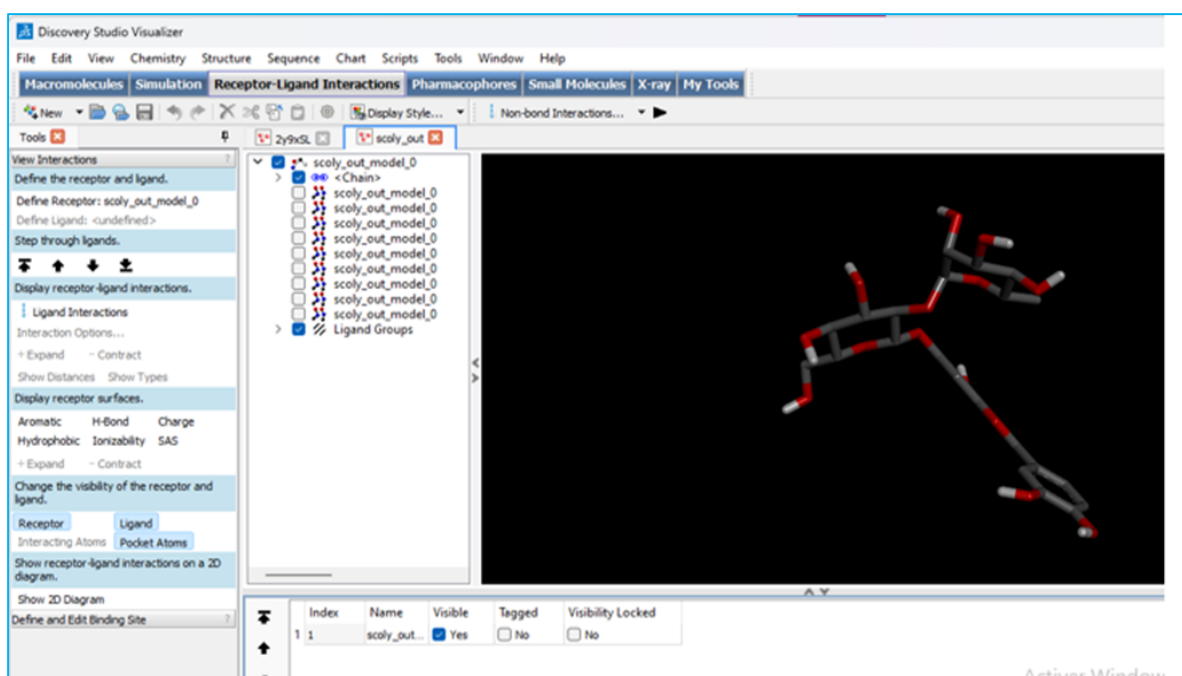 Discovery Studio Visualizer
File Edit View Chemistry Structure Sequence Chart Scripts Tools Window Help
Macromolecules Simulation Receptor-Ligand Interactions Pharmacophores Small Molecules X-ray My Tools
New Display Style... Non-bond Interactions...
Tools 2y9xSL scoly_out
View Interactions ?
Define the receptor and ligand.
Define Receptor: scoly_out_model_0
Define Ligand: <undefined>
Step through ligands.
Display receptor-ligand interactions.
Ligand Interactions
Interaction Options...
+ Expand - Contract
Show Distances Show Types
Display receptor surfaces.
Aromatic H-Bond Charge
Hydrophobic Ionizability SAS
+ Expand - Contract
Change the visibility of the receptor and
ligand.
Receptor Ligand
Interacting Atoms Pocket Atoms
Show receptor-ligand interactions on a 2D
diagram.
Show 2D Diagram
Define and Edit Binding Site ?
scoly_out_model_0
<Chain>
scoly_out_model_0
scoly_out_model_0
scoly_out_model_0
scoly_out_model_0
scoly_out_model_0
scoly_out_model_0
scoly_out_model_0
scoly_out_model_0
scoly_out_model_0
Ligand Groups
Index Name Visible Tagged Visibility Locked
1 1 scoly_out... Yes No No
Activer Window